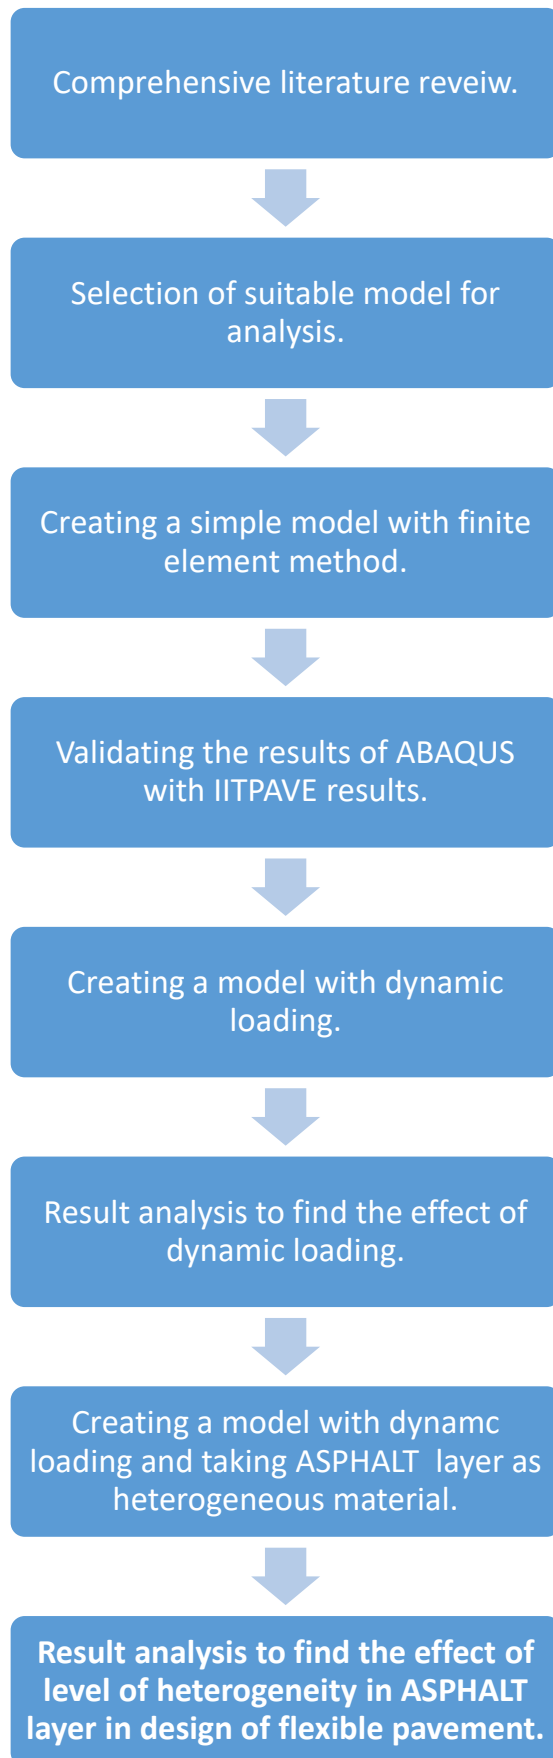 Comprehensive literature reveiw.
Selection of suitable model for
analysis.
Creating a simple model with finite
element method.
Validating the results of ABAQUS
with IITPAVE results.
Creating a model with dynamic
loading.
Result analysis to find the effect of
dynamic loading.
Creating a model with dynamc
loading and taking ASPHALT layer as
heterogeneous material.
Result analysis to find the effect of
level of heterogeneity in ASPHALT
layer in design of flexible pavement.